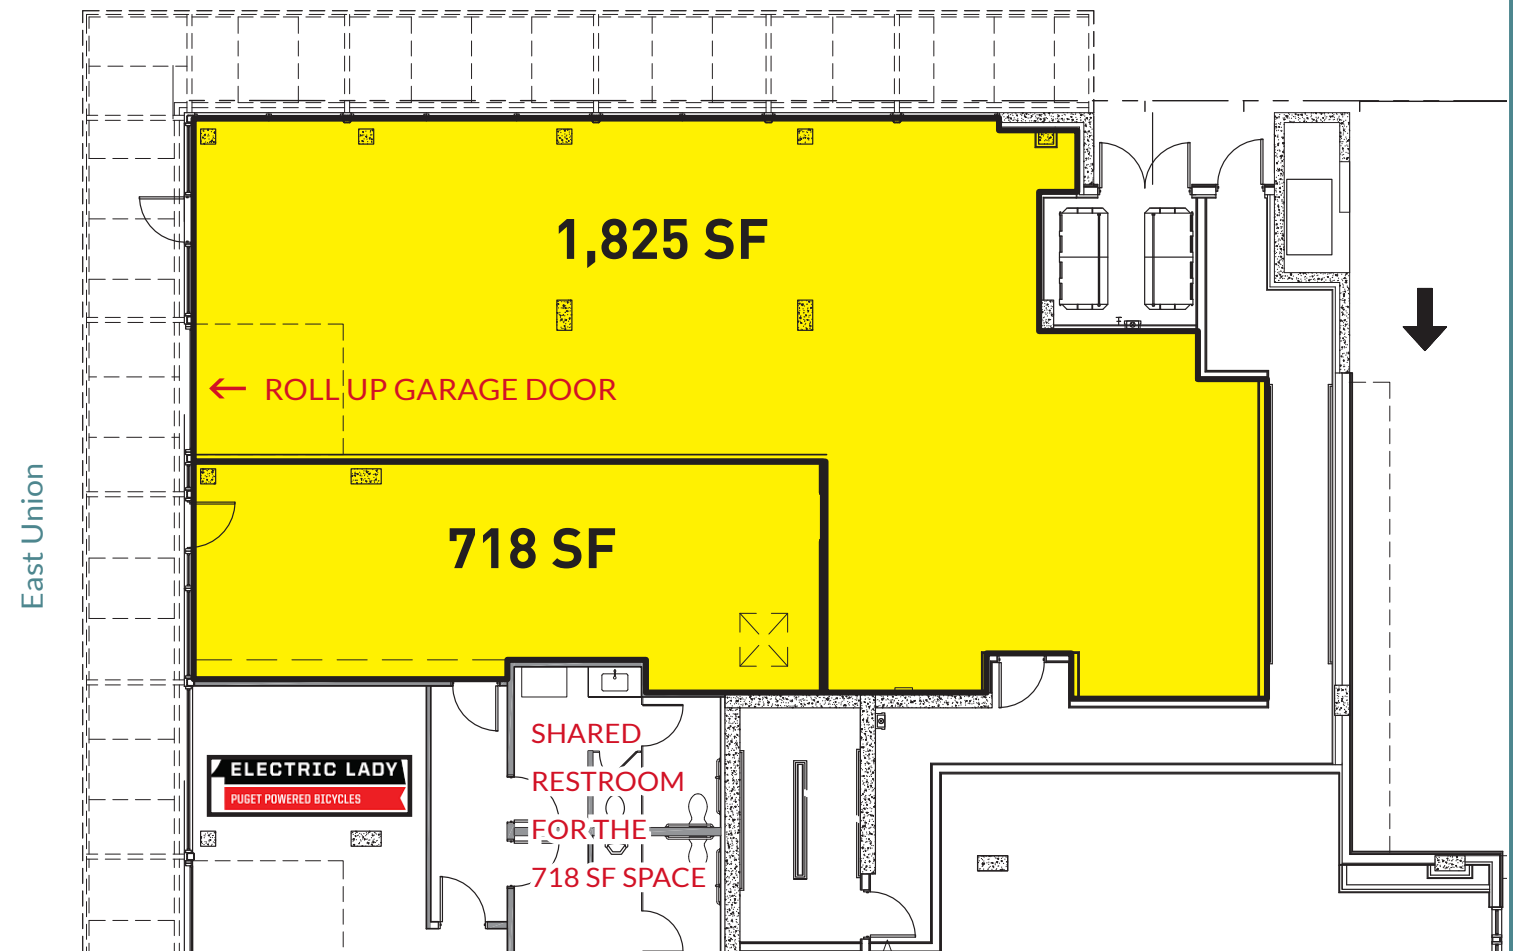 1,825 SF
← ROLL UP GARAGE DOOR
East Union
718 SF
SHARED
RESTROOM
FOR THE
718 SF SPACE
ELECTRIC LADY
PUGET POWERED BICYCLES